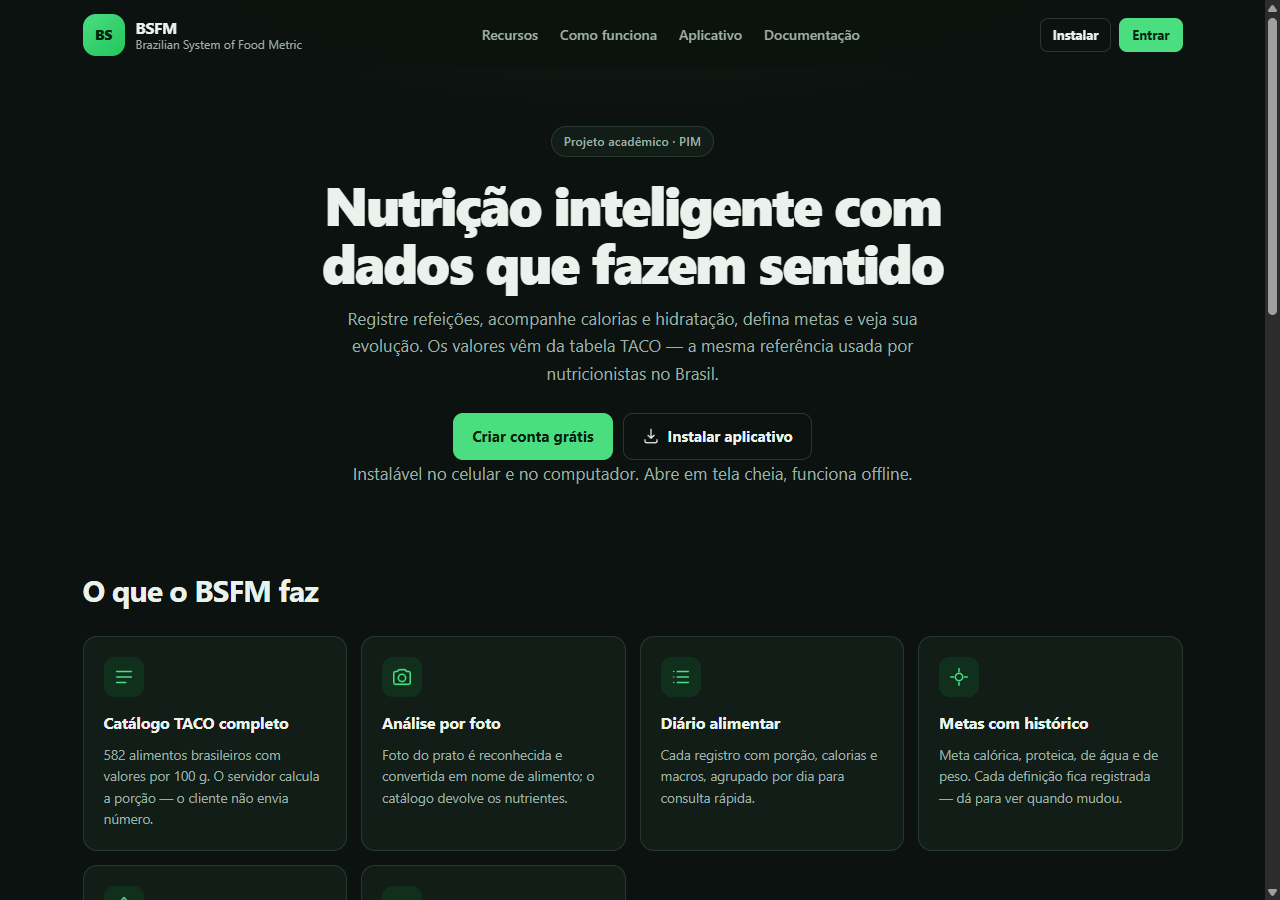 BS
BSFM
Brazilian System of Food Metric
Recursos
Como funciona
Aplicativo
Documentação
Instalar
Entrar
Projeto acadêmico · PIM
Nutrição inteligente com
dados que fazem sentido
Registre refeições, acompanhe calorias e hidratação, defina metas e veja sua
evolução. Os valores vêm da tabela TACO — a mesma referência usada por
nutricionistas no Brasil.
Criar conta grátis
Instalar aplicativo
Instalável no celular e no computador. Abre em tela cheia, funciona offline.
O que o BSFM faz
Catálogo TACO completo
582 alimentos brasileiros com
valores por 100 g. O servidor calcula
a porção — o cliente não envia
número.
Análise por foto
Foto do prato é reconhecida e
convertida em nome de alimento; o
catálogo devolve os nutrientes.
Diário alimentar
Cada registro com porção, calorias e
macros, agrupado por dia para
consulta rápida.
Metas com histórico
Meta calórica, proteica, de água e de
peso. Cada definição fica registrada
— dá para ver quando mudou.